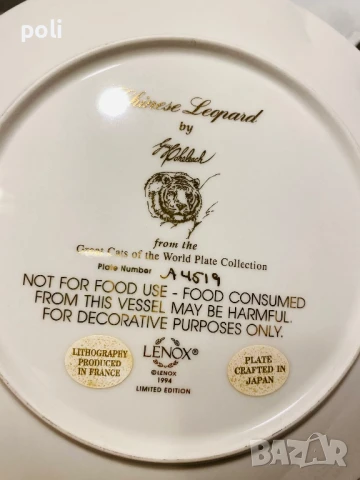 poli
Chinese Leopard
by
from the
Great Cats of the World Plate Collection
Plate Number A4519
NOT FOR FOOD USE - FOOD CONSUMED
FROM THIS VESSEL MAY BE HARMFUL.
FOR DECORATIVE PURPOSES ONLY.
LITHOGRAPHY
PRODUCED
IN FRANCE
LENOX®
©LENOX
1994
LIMITED EDITION
PLATE
CRAFTED IN
JAPAN
BAZAR